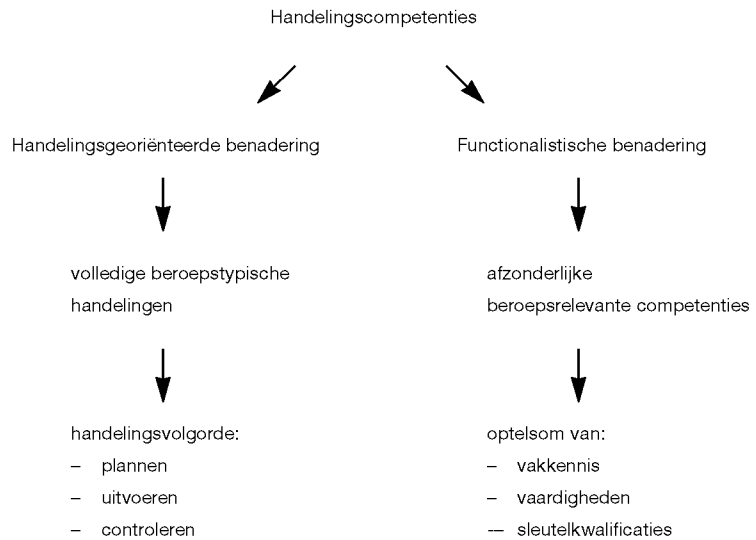 Handelingscompetenties
Handelingsgeoriënteerde benadering
Functionalistische benadering
volledige beroepstypische
handelingen
afzonderlijke
beroepsrelevante competenties
handelingsvolgorde:
– plannen
– uitvoeren
– controleren
optelsom van:
– vakkennis
– vaardigheden
-– sleutelkwalificaties